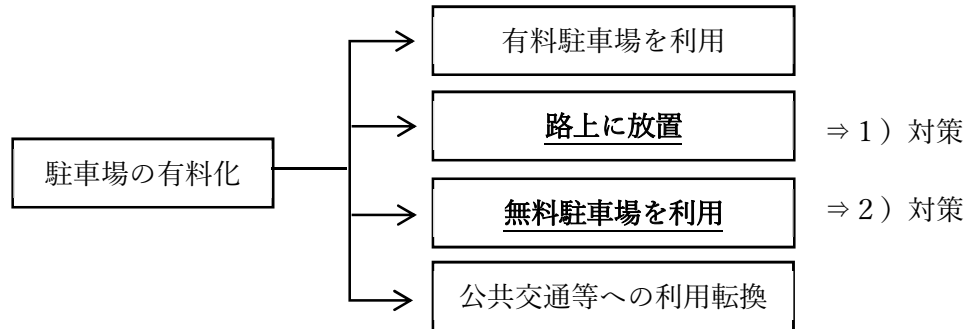 有料駐車場を利用
路上に放置
⇒１）対策
駐車場の有料化
無料駐車場を利用
⇒２）対策
公共交通等への利用転換